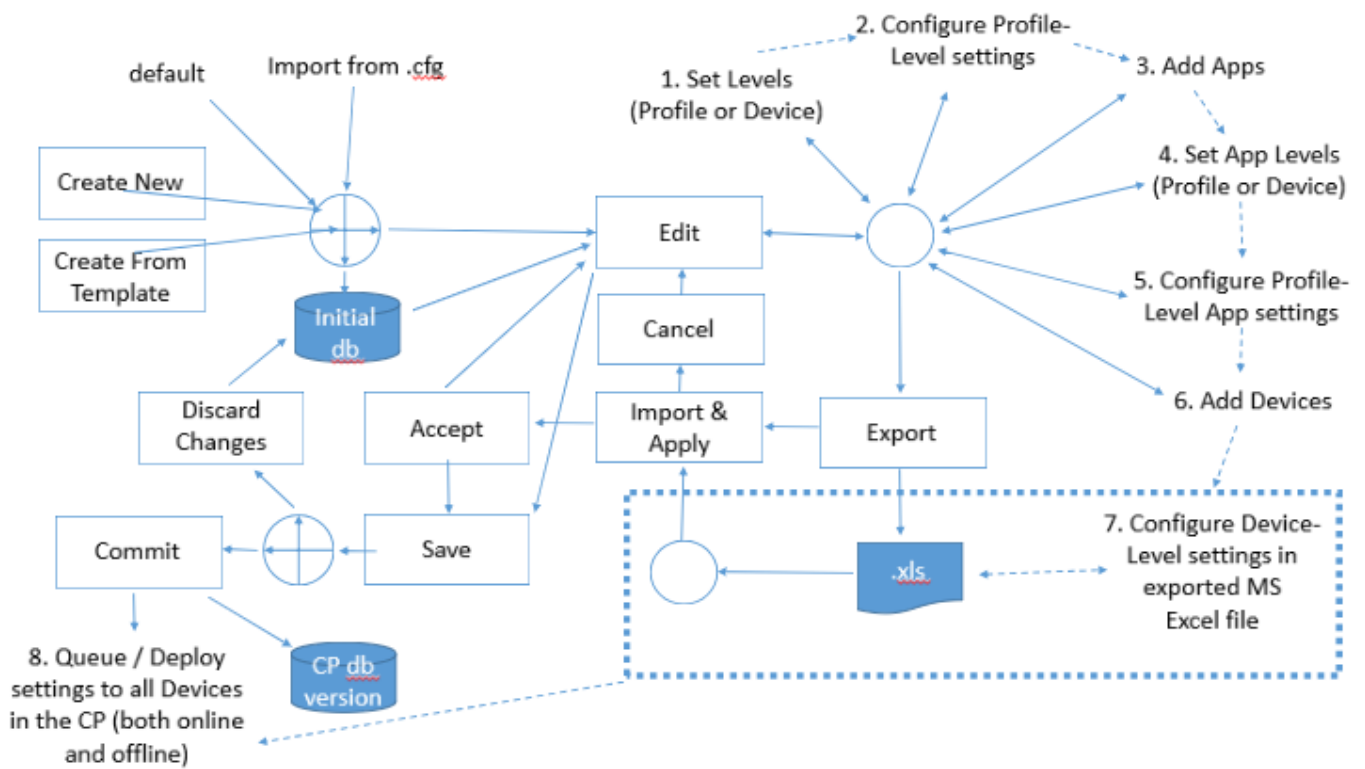 default
Import from .cfg
Create New
Create From
Template
Initial
db
Edit
Cancel
Import &
Apply
Accept
Discard
Changes
Export
Save
Commit
CP db
version
.xls
1. Set Levels
(Profile or Device)
2. Configure Profile-
Level settings
3. Add Apps
4. Set App Levels
(Profile or Device)
5. Configure Profile-
Level App settings
6. Add Devices
7. Configure Device-
Level settings in
exported MS
Excel file
8. Queue / Deploy
settings to all Devices
in the CP (both online
and offline)